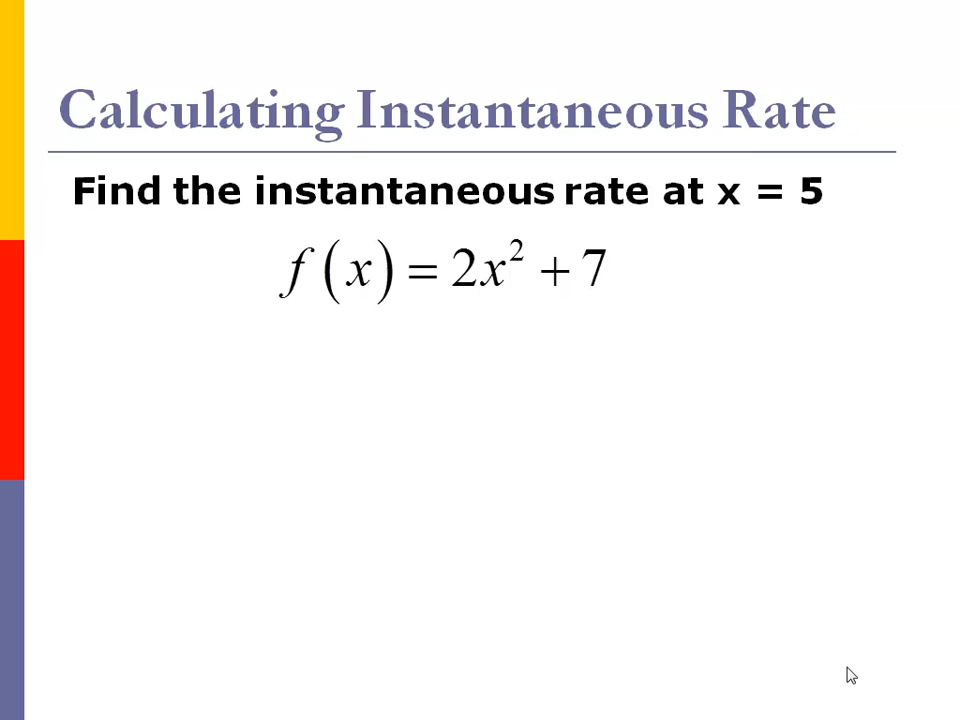 Calculating Instantaneous Rate
Find the instantaneous rate at x = 5
f(x) = 2x² + 7